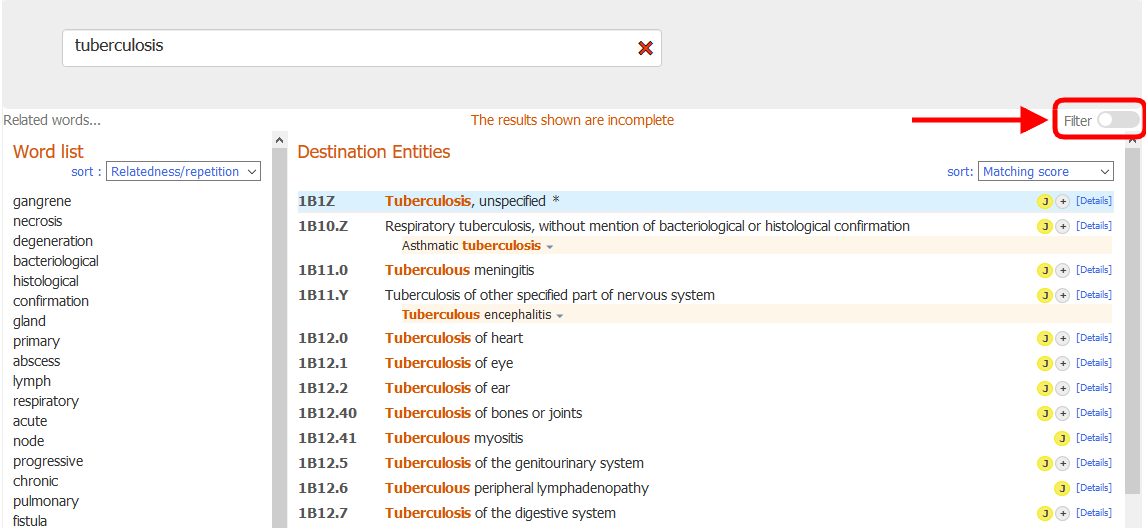 tuberculosis
Related words...
The results shown are incomplete
Filter
Word list
sort : Relatedness/repetition
gangrene
necrosis
degeneration
bacteriological
histological
confirmation
gland
primary
abscess
lymph
respiratory
acute
node
progressive
chronic
pulmonary
fistula
Destination Entities
sort: Matching score
1B1Z Tuberculosis, unspecified * J + [Details]
1B10.Z Respiratory tuberculosis, without mention of bacteriological or histological confirmation J + [Details]
Asthmatic tuberculosis
1B11.0 Tuberculous meningitis J + [Details]
1B11.Y Tuberculosis of other specified part of nervous system J + [Details]
Tuberculous encephalitis
1B12.0 Tuberculosis of heart J + [Details]
1B12.1 Tuberculosis of eye J + [Details]
1B12.2 Tuberculosis of ear J + [Details]
1B12.40 Tuberculosis of bones or joints J + [Details]
1B12.41 Tuberculous myositis J [Details]
1B12.5 Tuberculosis of the genitourinary system J + [Details]
1B12.6 Tuberculous peripheral lymphadenopathy J [Details]
1B12.7 Tuberculosis of the digestive system J + [Details]